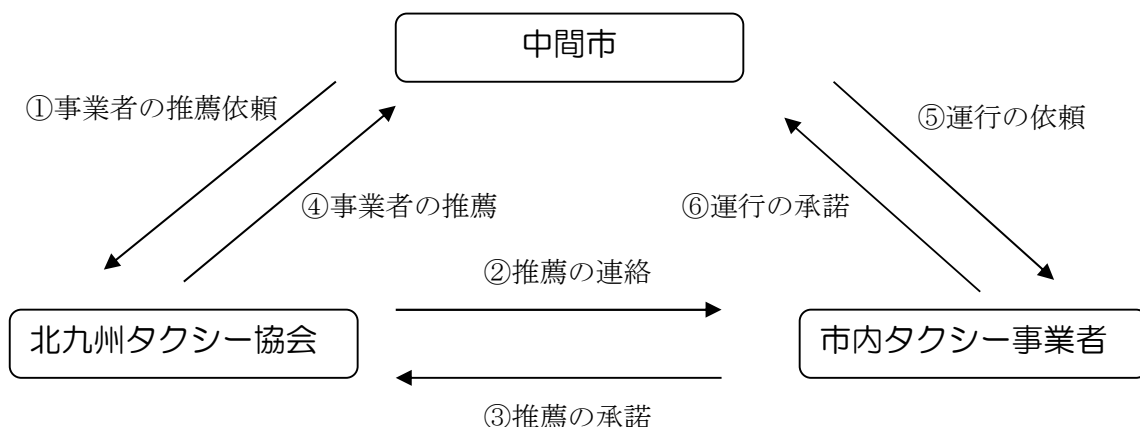 中間市
①事業者の推薦依頼
⑤運行の依頼
④事業者の推薦
⑥運行の承諾
②推薦の連絡
北九州タクシー協会
市内タクシー事業者
③推薦の承諾